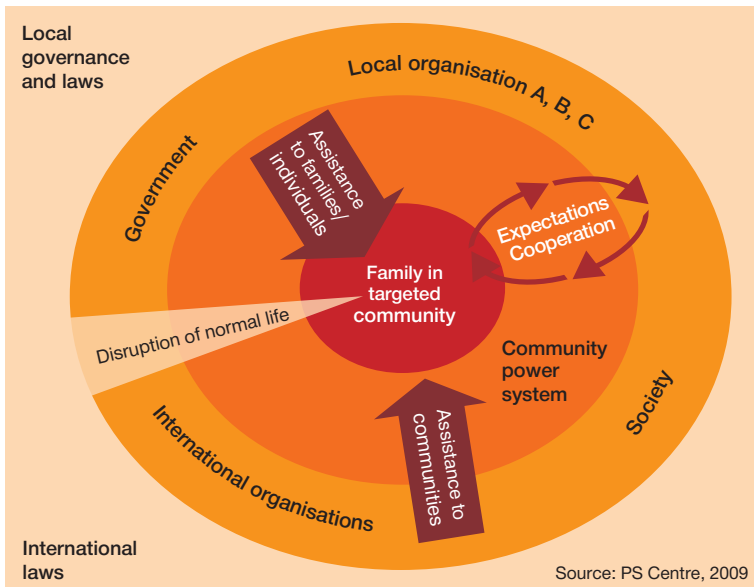 Local
governance
and laws
Local organisation A, B, C
Government
Assistance
to families/
individuals
Expectations
Cooperation
Family in
targeted
community
Disruption of normal life
Community
power
system
Society
International organisations
Assistance to
communities
International
laws
Source: PS Centre, 2009